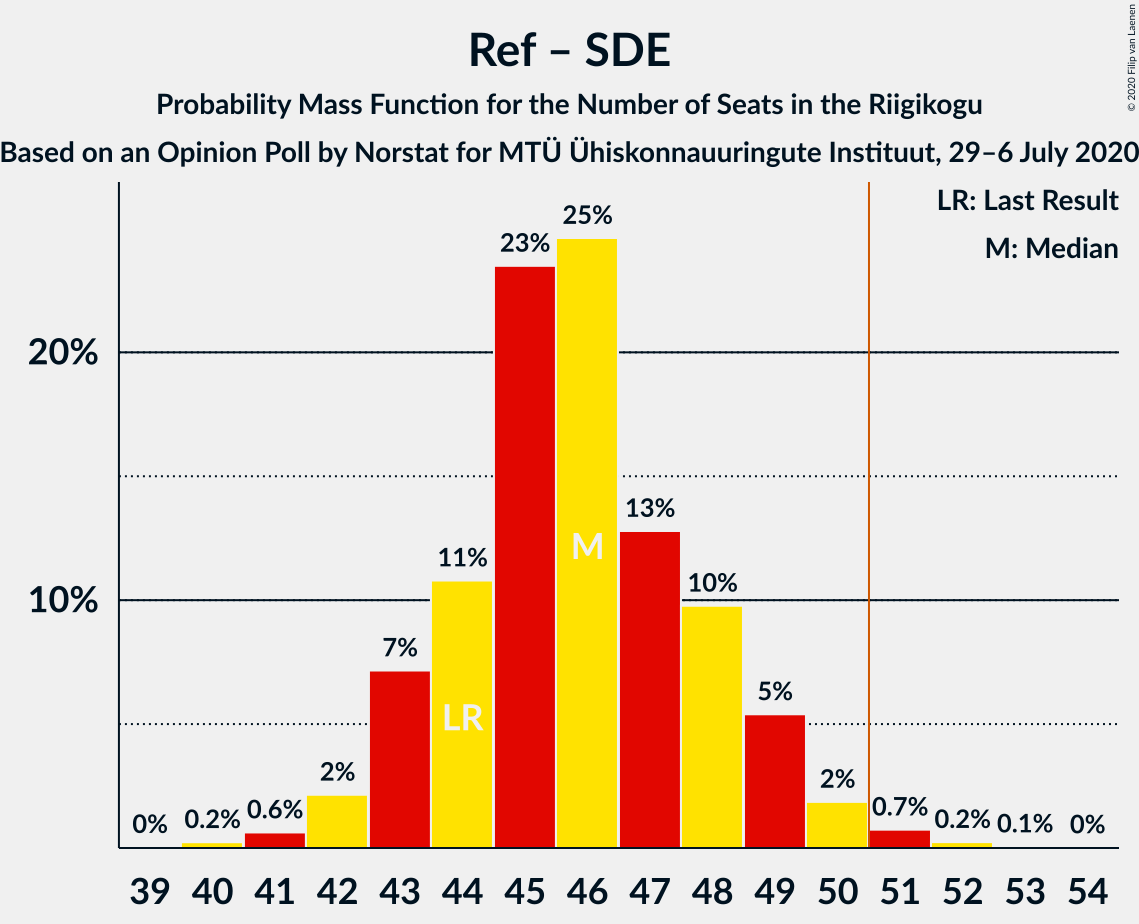 © 2020 Filip van Laenen
Ref – SDE
Probability Mass Function for the Number of Seats in the Riigikogu
Based on an Opinion Poll by Norstat for MTÜ Ühiskonnauuringute Instituut, 29–6 July 2020
LR: Last Result
M: Median
20%
10%
0%
0.2%
0.6%
2%
7%
11%
23%
25%
13%
10%
5%
2%
0.7%
0.2%
0.1%
0%
LR
M
39 40 41 42 43 44 45 46 47 48 49 50 51 52 53 54